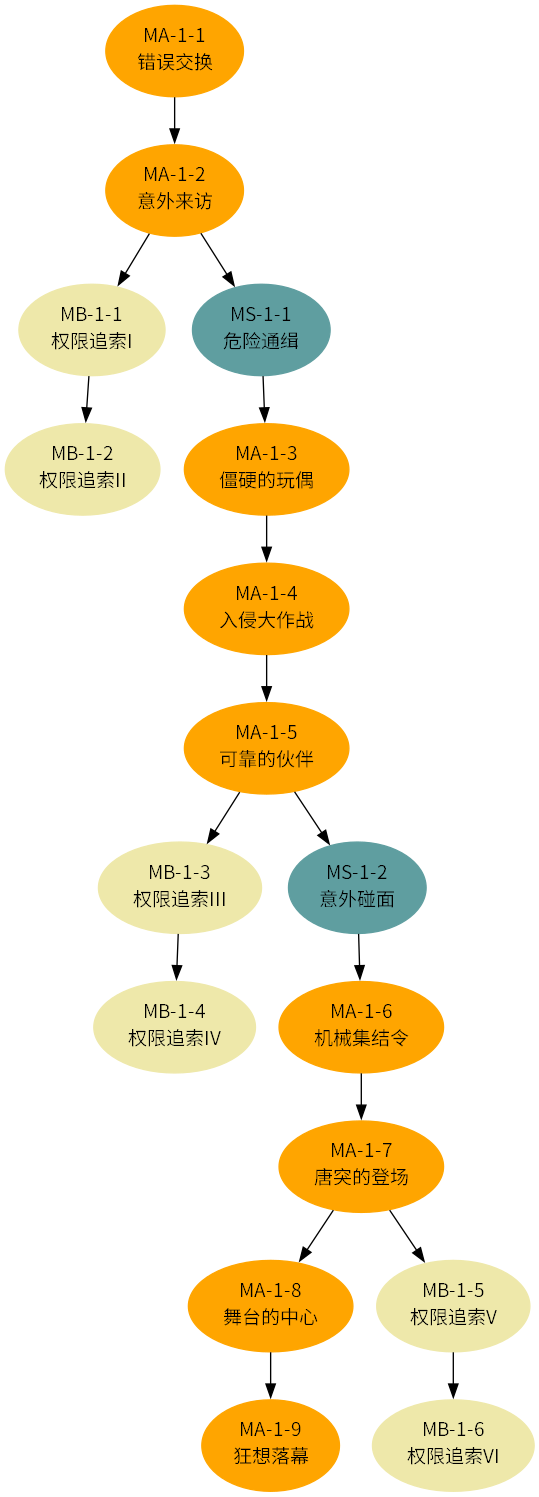 MA-1-1
错误交换
MA-1-2
意外来访
MB-1-1
权限追索I
MS-1-1
危险通缉
MB-1-2
权限追索II
MA-1-3
僵硬的玩偶
MA-1-4
入侵大作战
MA-1-5
可靠的伙伴
MB-1-3
权限追索III
MS-1-2
意外碰面
MB-1-4
权限追索IV
MA-1-6
机械集结令
MA-1-7
唐突的登场
MA-1-8
舞台的中心
MB-1-5
权限追索V
MA-1-9
狂想落幕
MB-1-6
权限追索VI